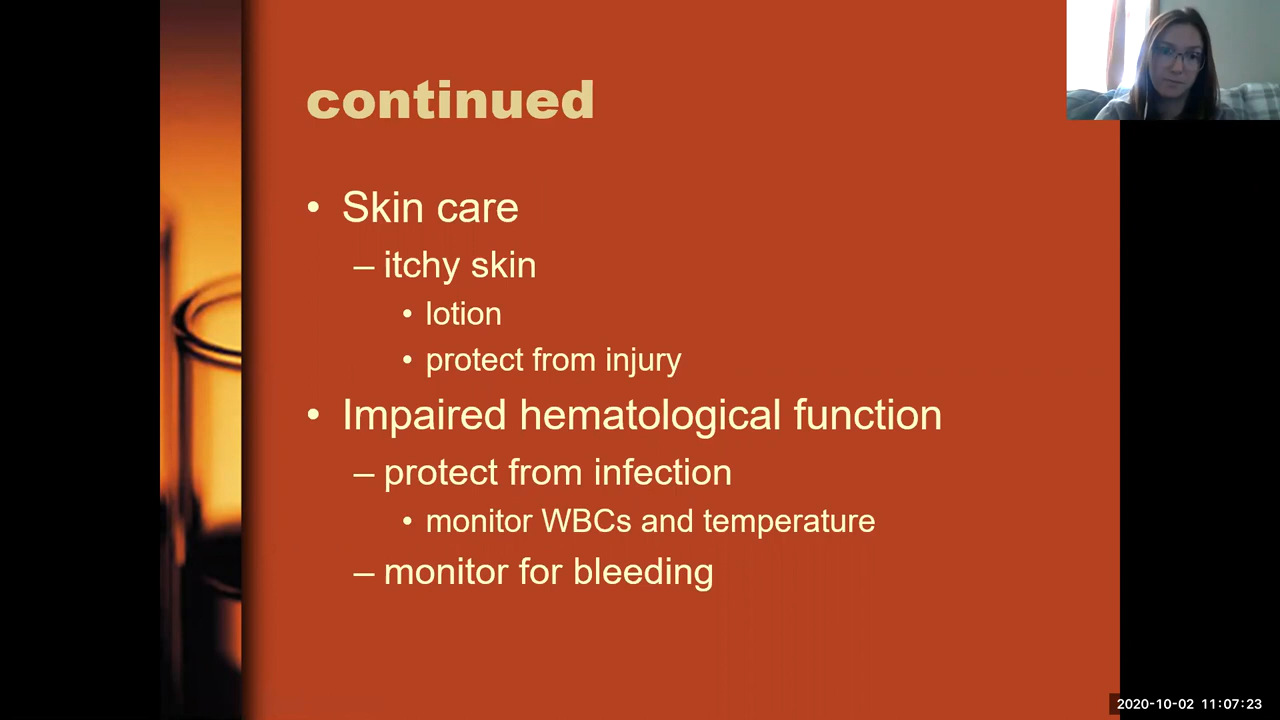 continued
• Skin care
– itchy skin
• lotion
• protect from injury
• Impaired hematological function
– protect from infection
• monitor WBCs and temperature
– monitor for bleeding
2020-10-02 11:07:23